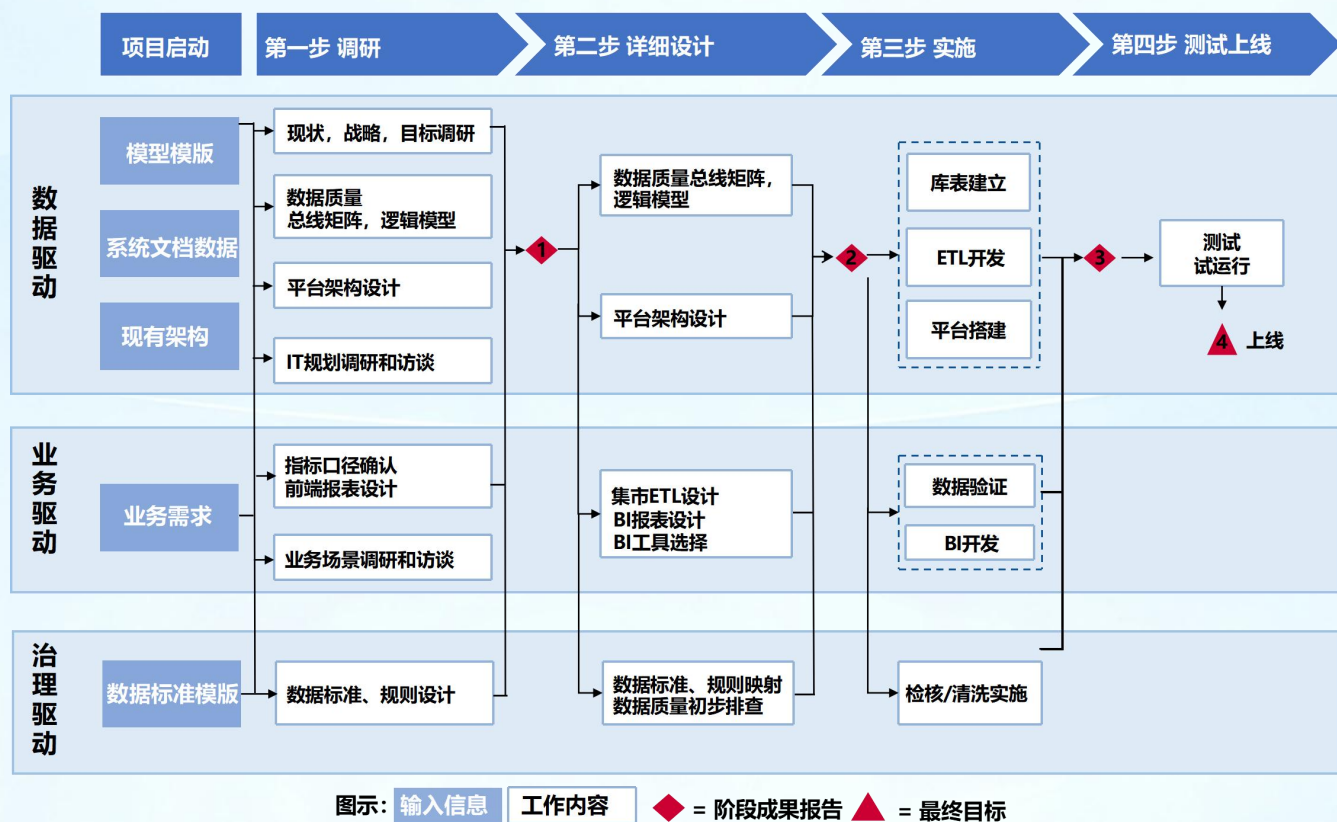 项目启动
第一步 调研
第二步 详细设计
第三步 实施
第四步 测试上线
数据驱动
模型模版
系统文档数据
现有架构
现状，战略，目标调研
数据质量
总线矩阵，逻辑模型
平台架构设计
IT规划调研和访谈
1
数据质量总线矩阵，
逻辑模型
平台架构设计
2
库表建立
ETL开发
平台搭建
3
测试
试运行
4
上线
业务驱动
业务需求
指标口径确认
前端报表设计
业务场景调研和访谈
集市ETL设计
BI报表设计
BI工具选择
数据验证
BI开发
治理驱动
数据标准模版
数据标准、规则设计
数据标准、规则映射
数据质量初步排查
检核/清洗实施
图示：
输入信息
工作内容
= 阶段成果报告
= 最终目标